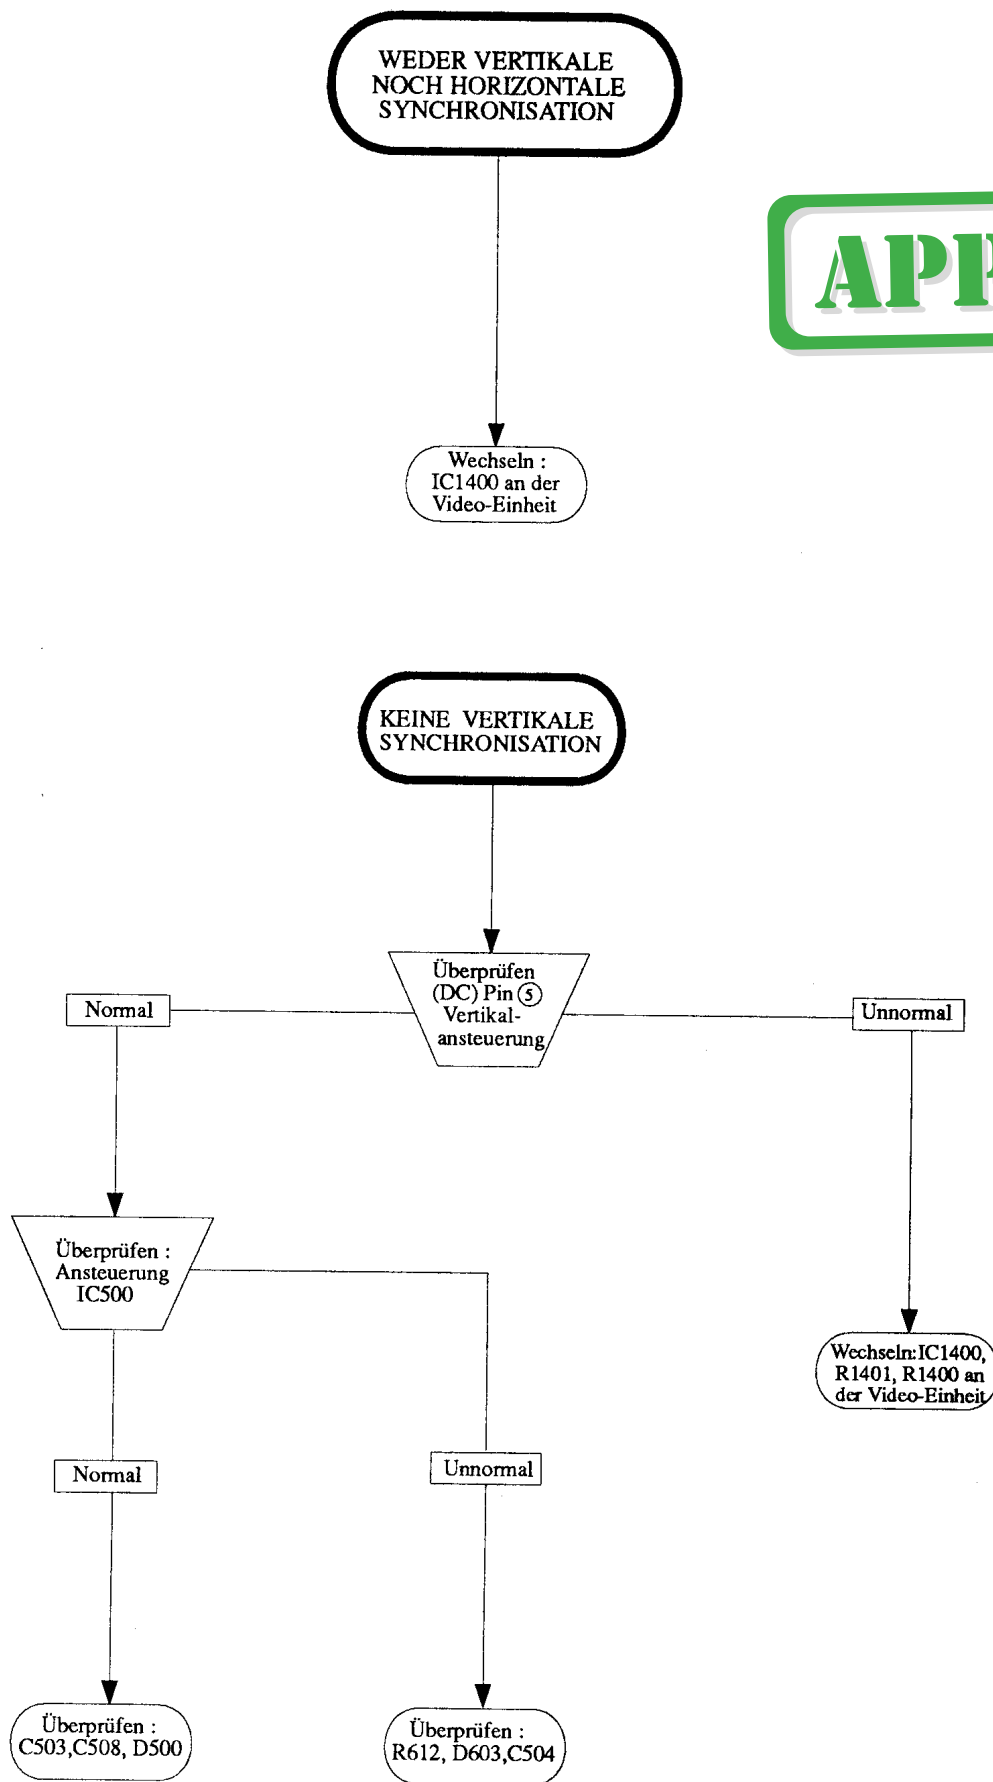 WEDER VERTIKALE
NOCH HORIZONTALE
SYNCHRONISATION
APP
Wechseln :
IC1400 an der
Video-Einheit
KEINE VERTIKALE
SYNCHRONISATION
Überprüfen
(DC) Pin 5
Vertikal-
ansteuerung
Normal
Unnormal
Überprüfen :
Ansteuerung
IC500
Wechseln:IC1400,
R1401, R1400 an
der Video-Einheit
Normal
Unnormal
Überprüfen :
C503,C508, D500
Überprüfen :
R612, D603,C504